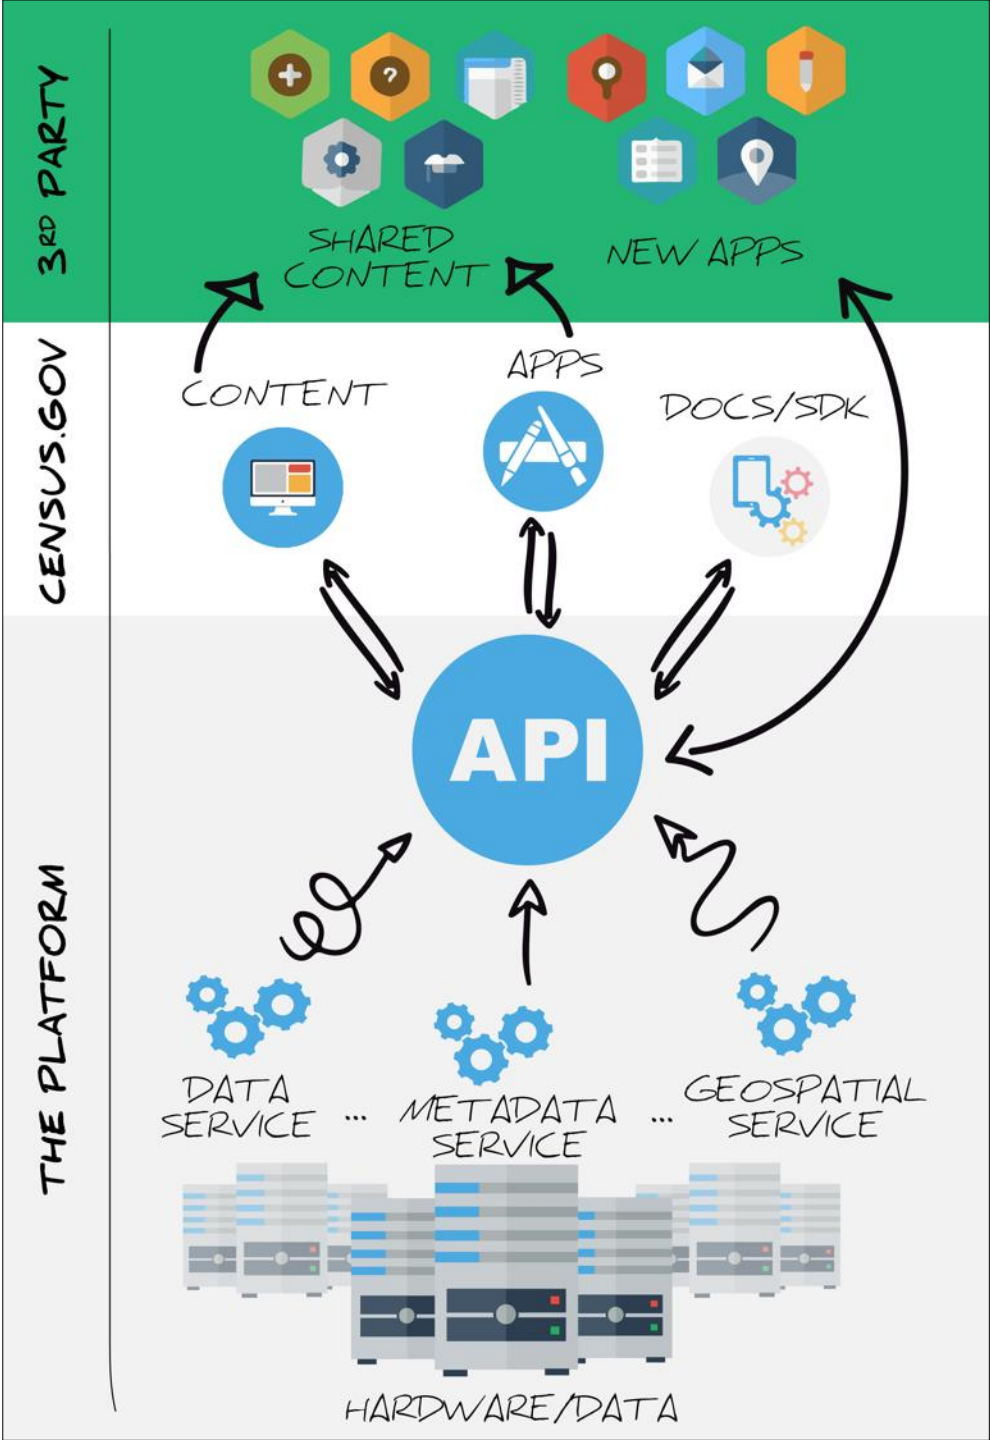 3RD PARTY
SHARED
CONTENT
NEW APPS
CENSUS.GOV
CONTENT
APPS
DOCS/SDK
THE PLATFORM
API
DATA
SERVICE
...
METADATA
SERVICE
...
GEOSPATIAL
SERVICE
HARDWARE/DATA